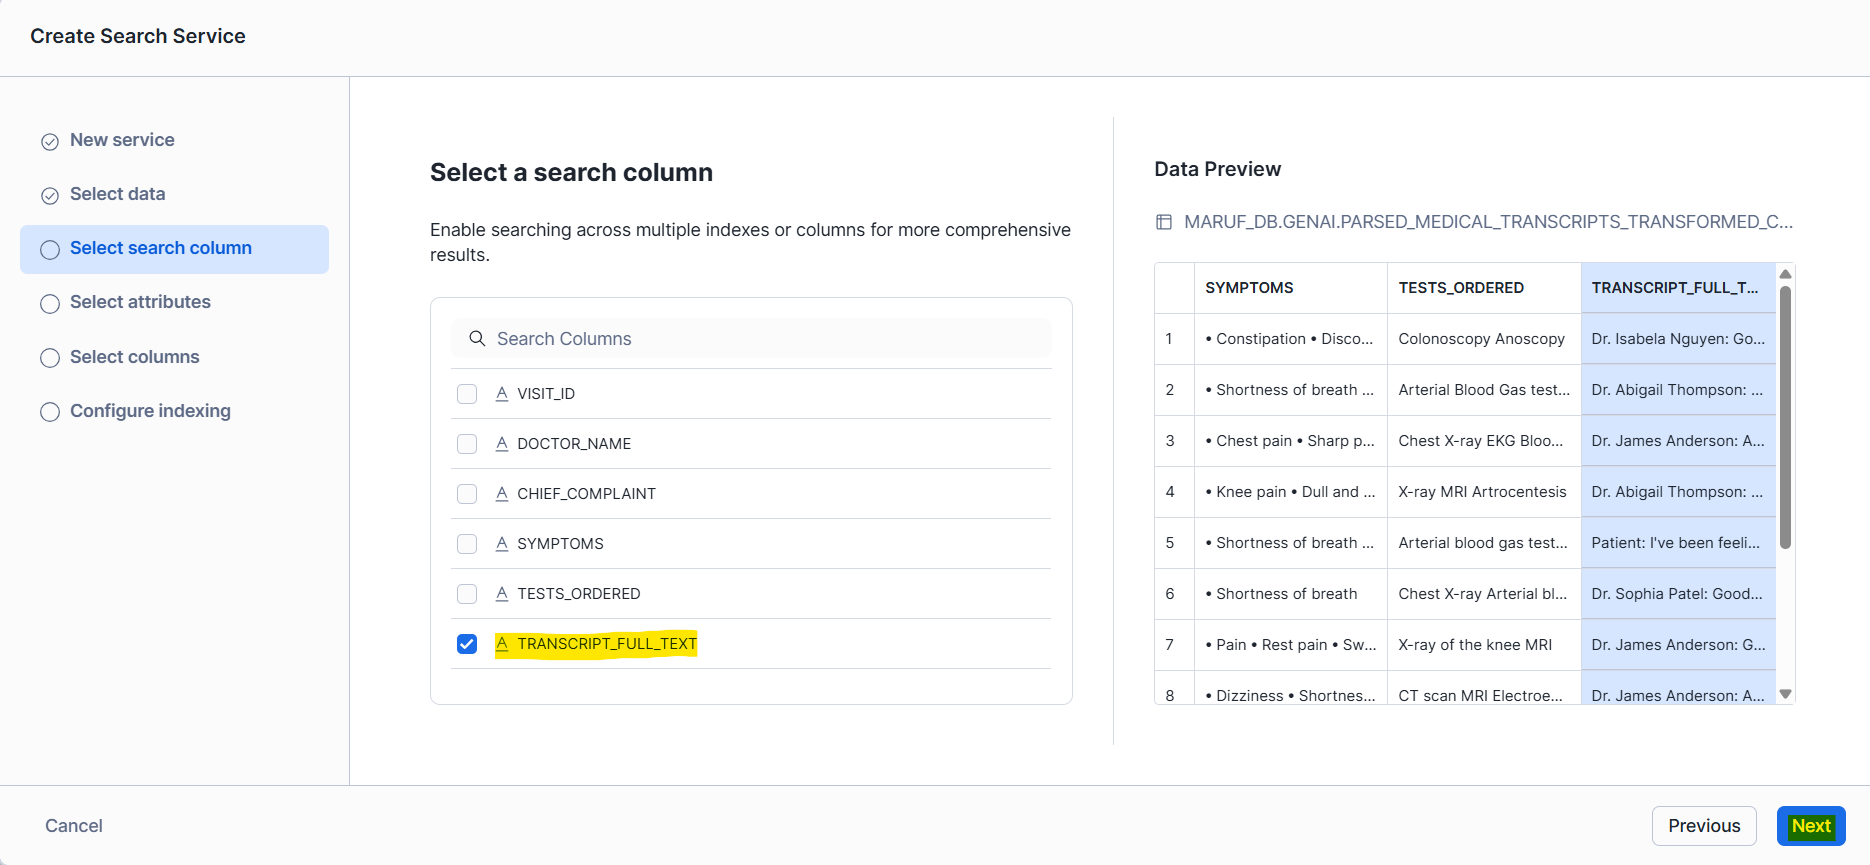 Create Search Service
New service
Select data
Select search column
Select attributes
Select columns
Configure indexing
Select a search column
Enable searching across multiple indexes or columns for more comprehensive
results.
Search Columns
A VISIT_ID
A DOCTOR_NAME
A CHIEF_COMPLAINT
A SYMPTOMS
A TESTS_ORDERED
A TRANSCRIPT_FULL_TEXT
Data Preview
MARUF_DB.GENAI.PARSED_MEDICAL_TRANSCRIPTS_TRANSFORMED_C...
SYMPTOMS TESTS_ORDERED TRANSCRIPT_FULL_T...
1 • Constipation • Disco... Colonoscopy Anoscopy Dr. Isabela Nguyen: Go...
2 • Shortness of breath ... Arterial Blood Gas test... Dr. Abigail Thompson: ...
3 • Chest pain • Sharp p... Chest X-ray EKG Bloo... Dr. James Anderson: A...
4 • Knee pain • Dull and ... X-ray MRI Artrocentesis Dr. Abigail Thompson: ...
5 • Shortness of breath ... Arterial blood gas test... Patient: I've been feeli...
6 • Shortness of breath Chest X-ray Arterial bl... Dr. Sophia Patel: Good...
7 • Pain • Rest pain • Sw... X-ray of the knee MRI Dr. James Anderson: G...
8 • Dizziness • Shortnes... CT scan MRI Electroe... Dr. James Anderson: A...
Cancel
Previous
Next